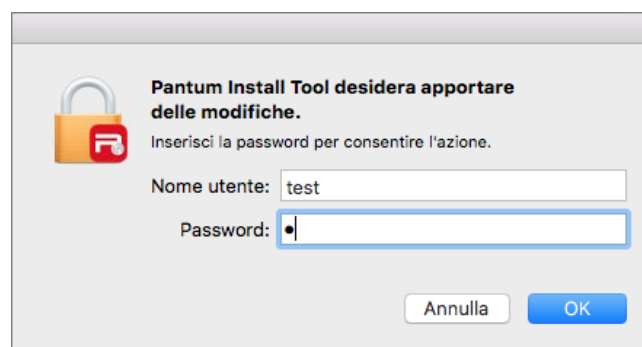 Pantum Install Tool desidera apportare
delle modifiche.
Inserisci la password per consentire l'azione.
Nome utente: test
Password: •
Annulla OK